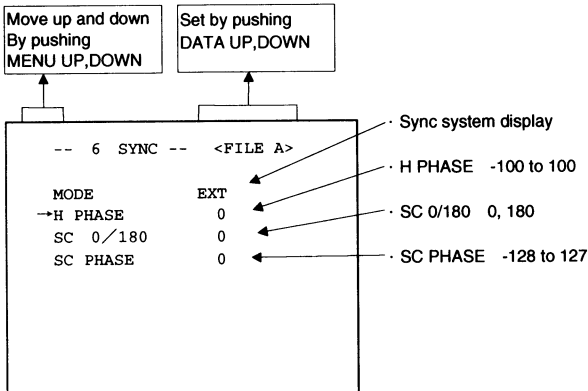 Move up and down
By pushing
MENU UP,DOWN
Set by pushing
DATA UP,DOWN
-- 6 SYNC -- <FILE A>
MODE EXT
→H PHASE 0
SC 0/180 0
SC PHASE 0
· Sync system display
· H PHASE -100 to 100
· SC 0/180 0, 180
· SC PHASE -128 to 127